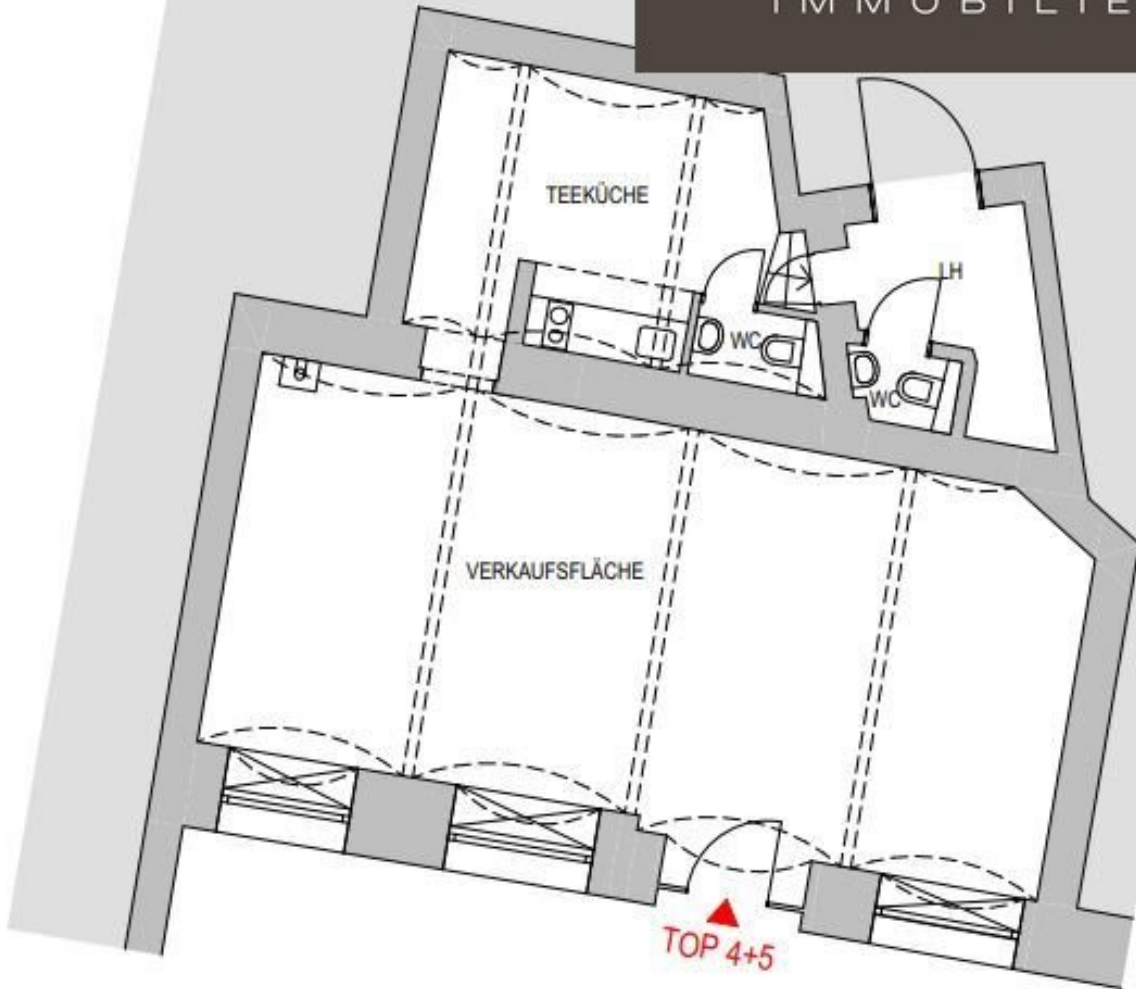 IMMOBILIE
TEEKÜCHE
LH
WC
WC
VERKAUFSFLÄCHE
TOP 4+5